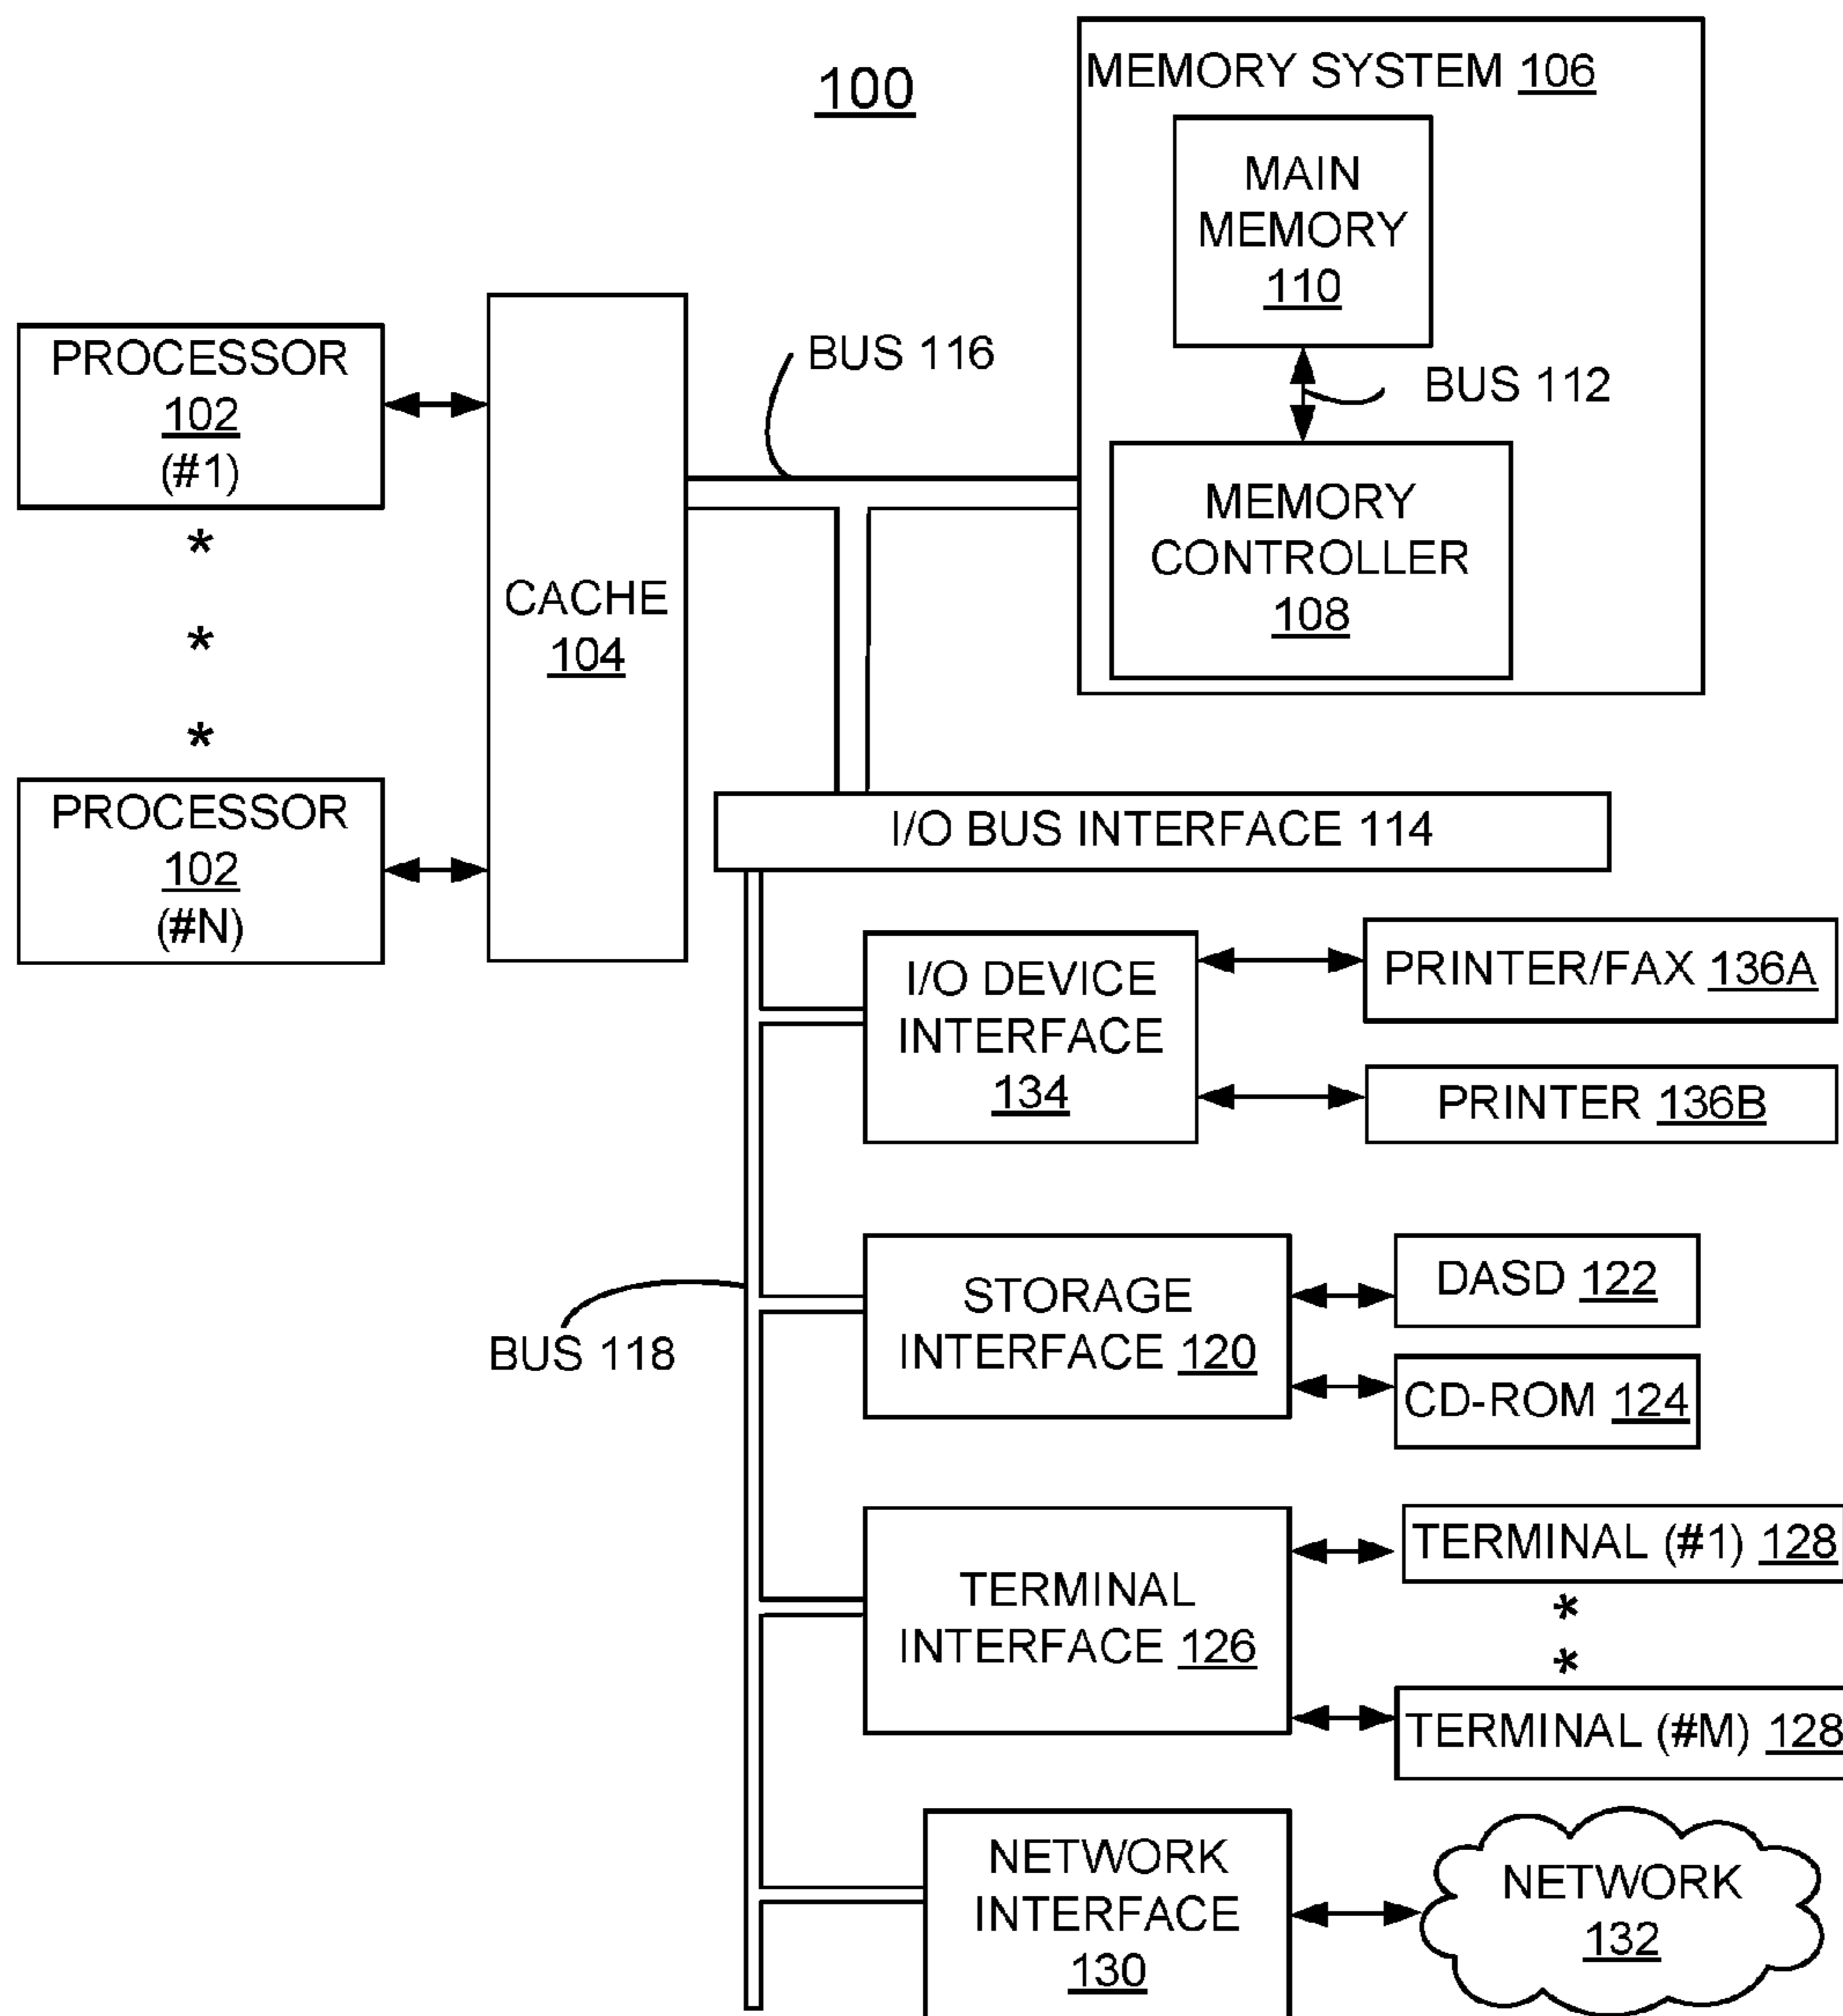 100
MEMORY SYSTEM 106
MAIN
MEMORY
110
BUS 112
MEMORY
CONTROLLER
108
BUS 116
PROCESSOR
102
(#1)
*
*
*
PROCESSOR
102
(#N)
CACHE
104
I/O BUS INTERFACE 114
I/O DEVICE
INTERFACE
134
PRINTER/FAX 136A
PRINTER 136B
BUS 118
STORAGE
INTERFACE 120
DASD 122
CD-ROM 124
TERMINAL
INTERFACE 126
TERMINAL (#1) 128
*
*
TERMINAL (#M) 128
NETWORK
INTERFACE
130
NETWORK
132